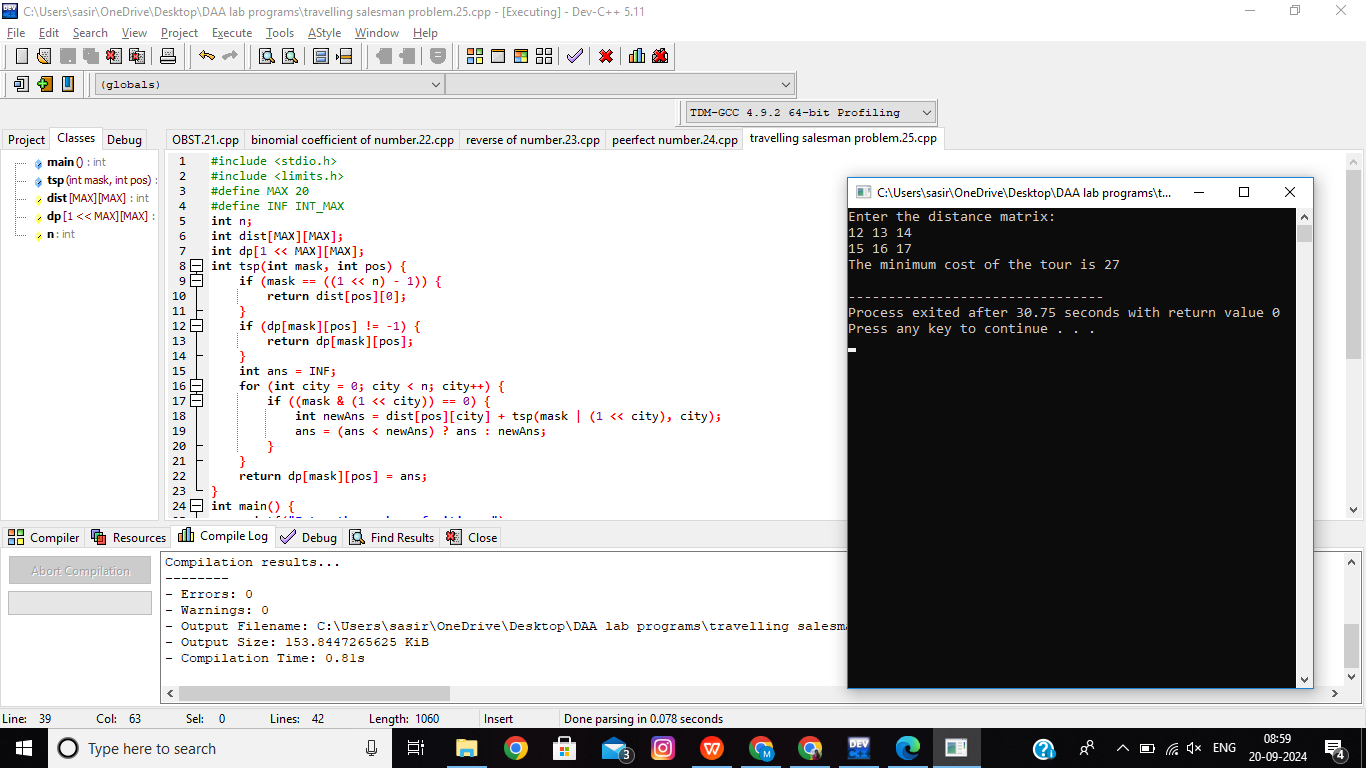 C:\Users\sasir\OneDrive\Desktop\DAA lab programs\travelling salesman problem.25.cpp - [Executing] - Dev-C++ 5.11
File Edit Search View Project Execute Tools AStyle Window Help
(globals)
TDM-GCC 4.9.2 64-bit Profiling
Project Classes Debug
OBST.21.cpp binomial coefficient of number.22.cpp reverse of number.23.cpp peerfect number.24.cpp travelling salesman problem.25.cpp
main () : int
tsp (int mask, int pos) :
dist [MAX][MAX] : int
dp [1 << MAX][MAX] :
n : int
1 #include <stdio.h>
2 #include <limits.h>
3 #define MAX 20
4 #define INF INT_MAX
5 int n;
6 int dist[MAX][MAX];
7 int dp[1 << MAX][MAX];
8 int tsp(int mask, int pos) {
9 if (mask == ((1 << n) - 1)) {
10 return dist[pos][0];
11 }
12 if (dp[mask][pos] != -1) {
13 return dp[mask][pos];
14 }
15 int ans = INF;
16 for (int city = 0; city < n; city++) {
17 if ((mask & (1 << city)) == 0) {
18 int newAns = dist[pos][city] + tsp(mask | (1 << city), city);
19 ans = (ans < newAns) ? ans : newAns;
20 }
21 }
22 return dp[mask][pos] = ans;
23 }
24 int main() {
C:\Users\sasir\OneDrive\Desktop\DAA lab programs\t...
Enter the distance matrix:
12 13 14
15 16 17
The minimum cost of the tour is 27
--------------------------------
Process exited after 30.75 seconds with return value 0
Press any key to continue . . .
Compiler Resources Compile Log Debug Find Results Close
Abort Compilation
Compilation results...
--------
- Errors: 0
- Warnings: 0
- Output Filename: C:\Users\sasir\OneDrive\Desktop\DAA lab programs\travelling salesma
- Output Size: 153.8447265625 KiB
- Compilation Time: 0.81s
Line: 39 Col: 63 Sel: 0 Lines: 42 Length: 1060 Insert Done parsing in 0.078 seconds
Type here to search
3
M
DEV
ENG
08:59
20-09-2024
4